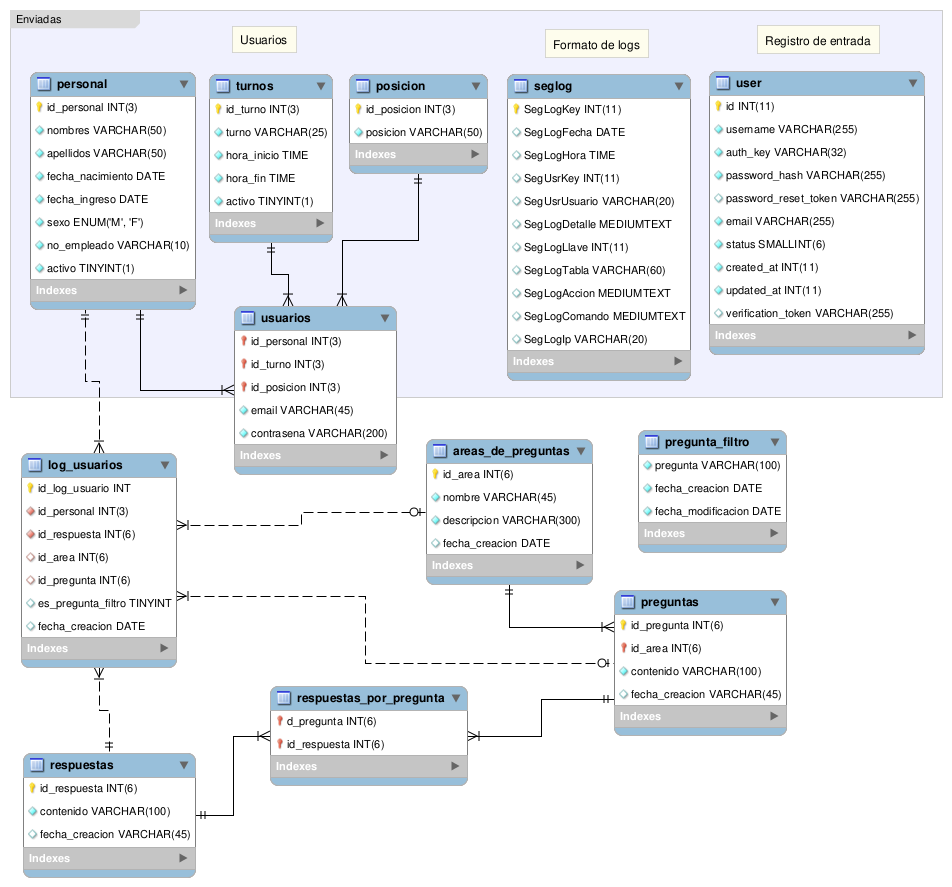 Enviadas
Usuarios
Formato de logs
Registro de entrada
personal
id_personal INT(3)
nombres VARCHAR(50)
apellidos VARCHAR(50)
fecha_nacimiento DATE
fecha_ingreso DATE
sexo ENUM('M', 'F')
no_empleado VARCHAR(10)
activo TINYINT(1)
Indexes
turnos
id_turno INT(3)
turno VARCHAR(25)
hora_inicio TIME
hora_fin TIME
activo TINYINT(1)
Indexes
posicion
id_posicion INT(3)
posicion VARCHAR(50)
Indexes
seglog
SegLogKey INT(11)
SegLogFecha DATE
SegLogHora TIME
SegUsrKey INT(11)
SegUsrUsuario VARCHAR(20)
SegLogDetalle MEDIUMTEXT
SegLogLlave INT(11)
SegLogTabla VARCHAR(60)
SegLogAccion MEDIUMTEXT
SegLogComando MEDIUMTEXT
SegLogIp VARCHAR(20)
Indexes
user
id INT(11)
username VARCHAR(255)
auth_key VARCHAR(32)
password_hash VARCHAR(255)
password_reset_token VARCHAR(255)
email VARCHAR(255)
status SMALLINT(6)
created_at INT(11)
updated_at INT(11)
verification_token VARCHAR(255)
Indexes
usuarios
id_personal INT(3)
id_turno INT(3)
id_posicion INT(3)
email VARCHAR(45)
contrasena VARCHAR(200)
Indexes
log_usuarios
id_log_usuario INT
id_personal INT(3)
id_respuesta INT(6)
id_area INT(6)
id_pregunta INT(6)
es_pregunta_filtro TINYINT
fecha_creacion DATE
Indexes
areas_de_preguntas
id_area INT(6)
nombre VARCHAR(45)
descripcion VARCHAR(300)
fecha_creacion DATE
Indexes
pregunta_filtro
pregunta VARCHAR(100)
fecha_creacion DATE
fecha_modificacion DATE
Indexes
preguntas
id_pregunta INT(6)
id_area INT(6)
contenido VARCHAR(100)
fecha_creacion VARCHAR(45)
Indexes
respuestas_por_pregunta
d_pregunta INT(6)
id_respuesta INT(6)
Indexes
respuestas
id_respuesta INT(6)
contenido VARCHAR(100)
fecha_creacion VARCHAR(45)
Indexes